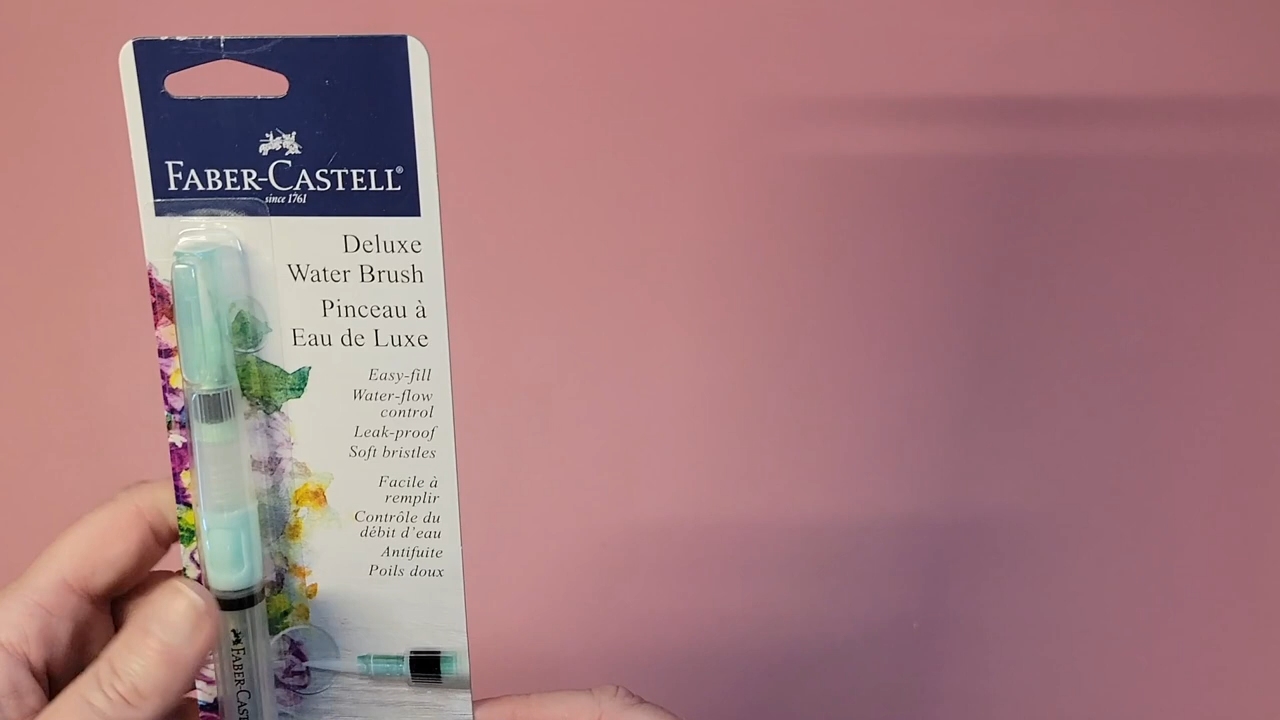 FABER-CASTELL®
since 1761
Deluxe
Water Brush
Pinceau à
Eau de Luxe
Easy-fill
Water-flow
control
Leak-proof
Soft bristles
Facile à
remplir
Contrôle du
débit d'eau
Antifuite
Poils doux
FABER-CAST